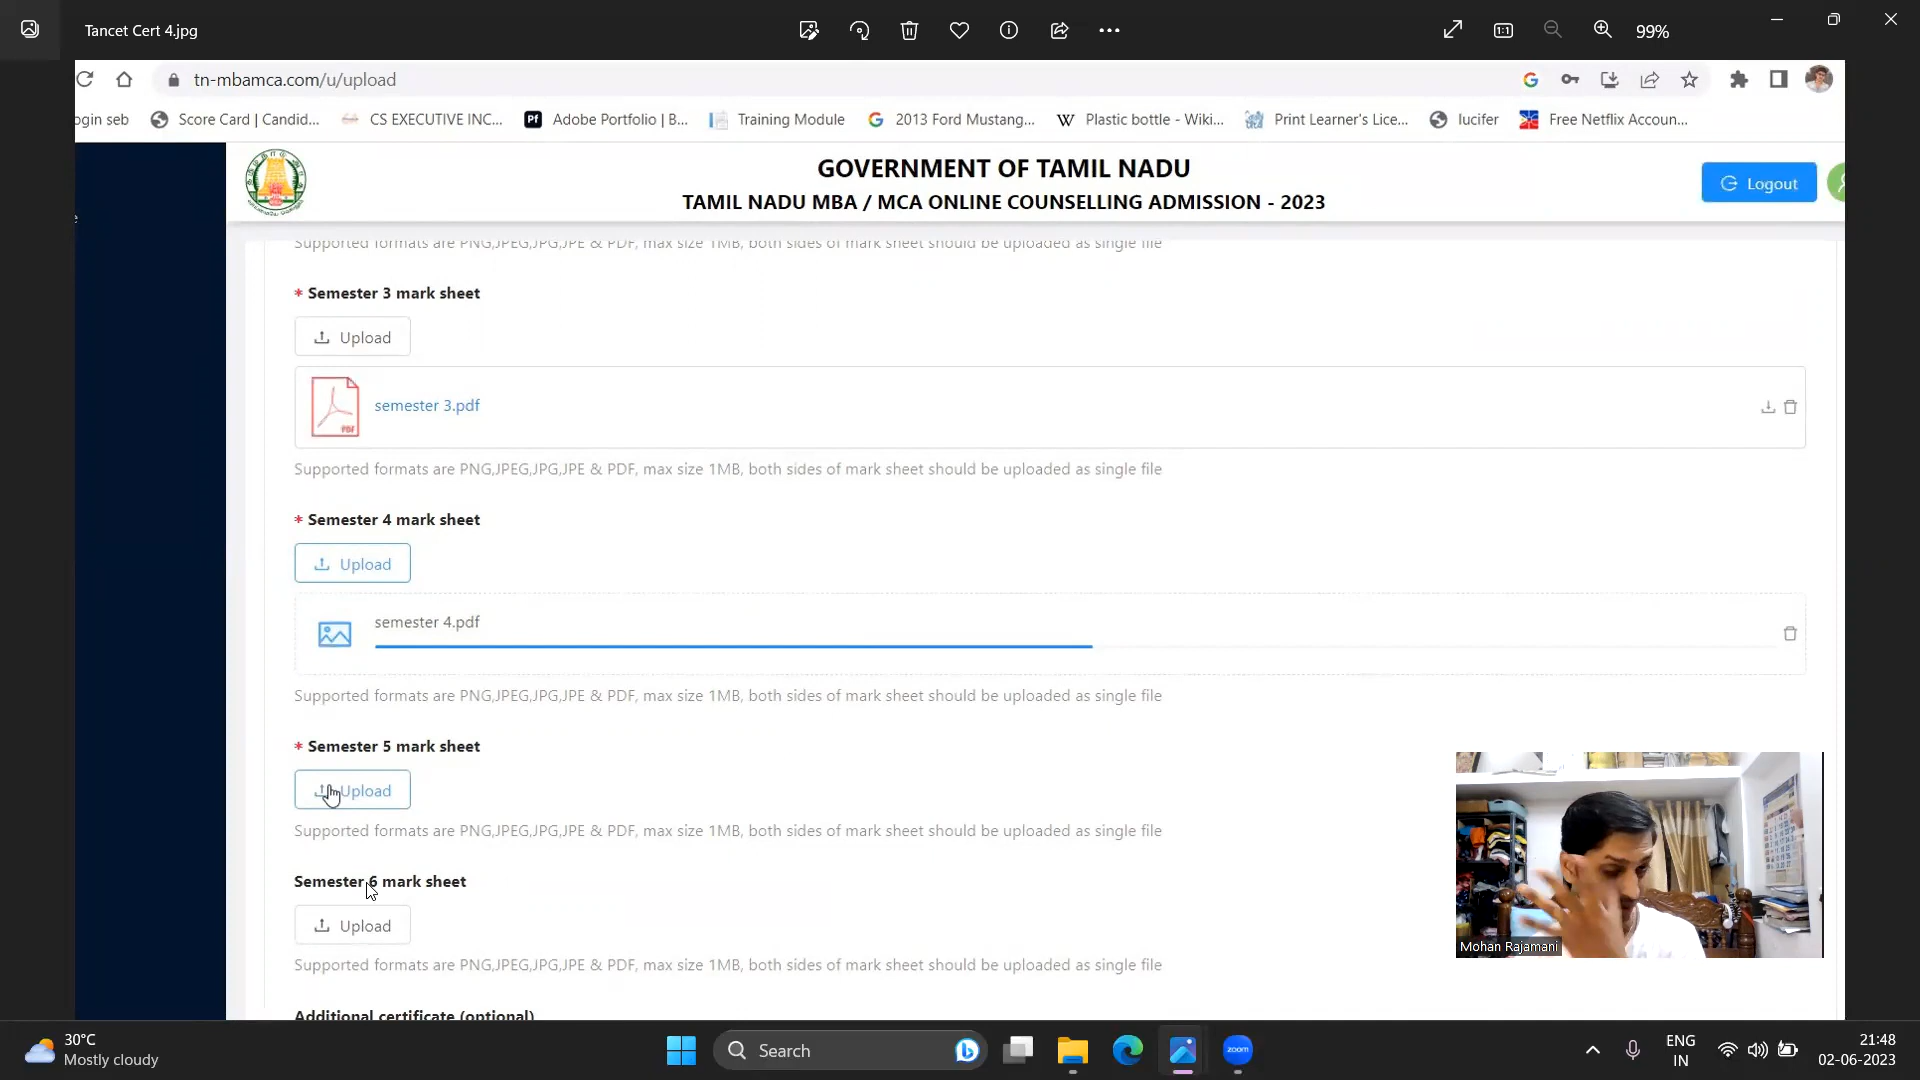 Tancet Cert 4.jpg
99%
tn-mbamca.com/u/upload
ogin seb
Score Card | Candid...
CS EXECUTIVE INC...
Adobe Portfolio | B...
Training Module
2013 Ford Mustang...
Plastic bottle - Wiki...
Print Learner's Lice...
lucifer
Free Netflix Accoun...
GOVERNMENT OF TAMIL NADU
TAMIL NADU MBA / MCA ONLINE COUNSELLING ADMISSION - 2023
Logout
e
Supported formats are PNG,JPEG,JPG,JPE & PDF, max size 1MB, both sides of mark sheet should be uploaded as single file
* Semester 3 mark sheet
Upload
PDF
semester 3.pdf
Supported formats are PNG,JPEG,JPG,JPE & PDF, max size 1MB, both sides of mark sheet should be uploaded as single file
* Semester 4 mark sheet
Upload
semester 4.pdf
Supported formats are PNG,JPEG,JPG,JPE & PDF, max size 1MB, both sides of mark sheet should be uploaded as single file
* Semester 5 mark sheet
Upload
Supported formats are PNG,JPEG,JPG,JPE & PDF, max size 1MB, both sides of mark sheet should be uploaded as single file
Semester 6 mark sheet
Upload
Supported formats are PNG,JPEG,JPG,JPE & PDF, max size 1MB, both sides of mark sheet should be uploaded as single file
Additional certificate (optional)
Mohan Rajamani
30°C
Mostly cloudy
Search
zoom
ENG
IN
21:48
02-06-2023